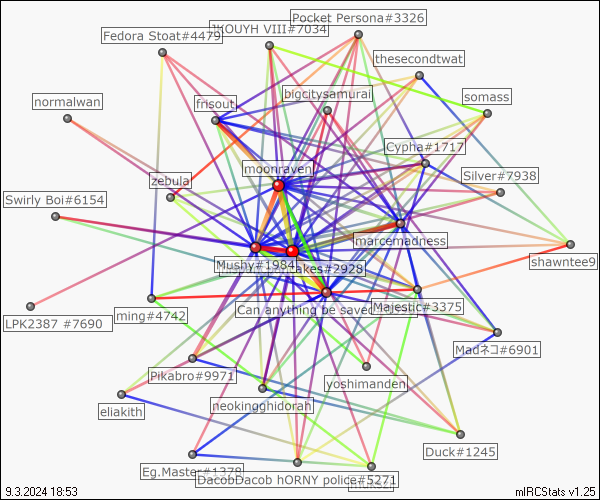 Pocket Persona#3326
JKOUYH VIII#7034
Fedora Stoat#4479
thesecondtwat
bigcitysamurai
somass
normalwan
frisout
Cypha#1717
moonraven
Silver#7938
zebula
Swirly Boi#6154
marcemadness
shawntee9
Mushy#1984
akes#2928
Majestic#3375
Can anything be saved
ming#4742
LPK2387 #7690
Madネコ#6901
Pikabro#9971
yoshimanden
neokingghidorah
eliakith
Duck#1245
Eg.Master#1378
DacobDacob hORNY police#5271
9.3.2024 18:53
mIRCStats v1.25